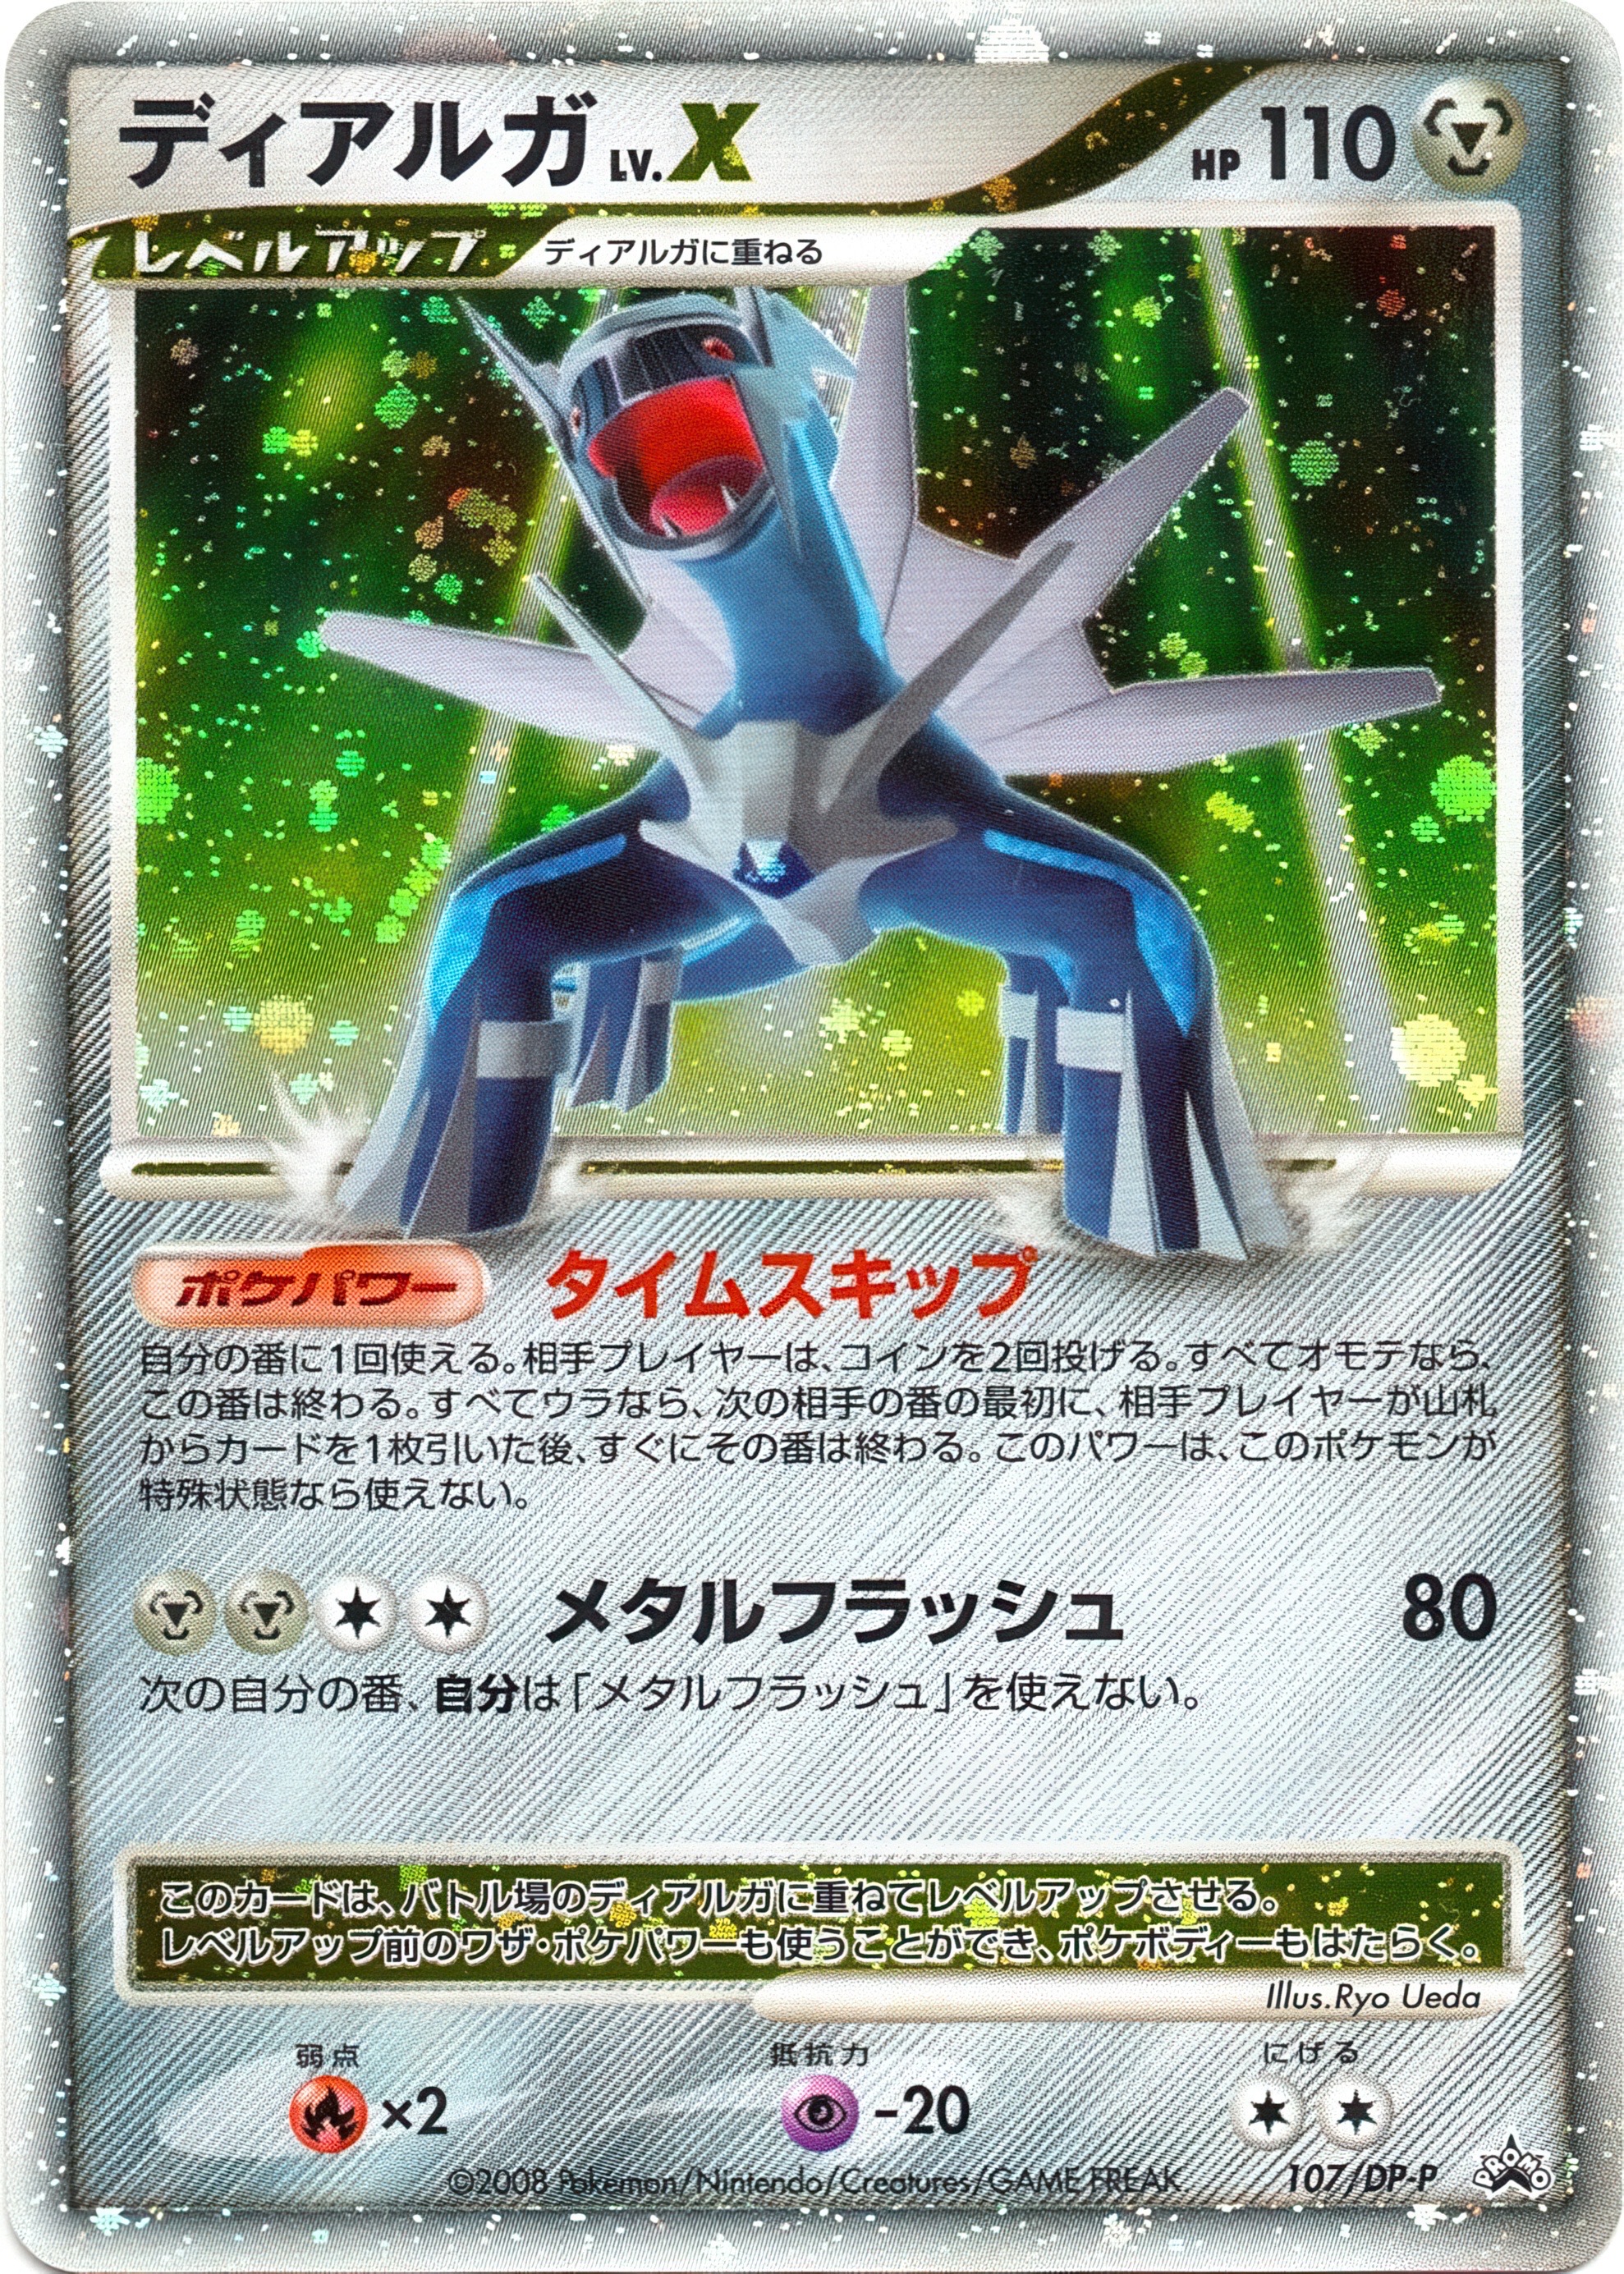 ディアルガ LV.X HP 110
レベルアップ ディアルガに重ねる
ポケパワー タイムスキップ
自分の番に1回使える。相手プレイヤーは、コインを2回投げる。すべてオモテなら、
この番は終わる。すべてウラなら、次の相手の番の最初に、相手プレイヤーが山札
からカードを1枚引いた後、すぐにその番は終わる。このパワーは、このポケモンが
特殊状態なら使えない。
メタルフラッシュ 80
次の自分の番、自分は「メタルフラッシュ」を使えない。
このカードは、バトル場のディアルガに重ねてレベルアップさせる。
レベルアップ前のワザ・ポケパワーも使うことができ、ポケボディーもはたらく。
Illus.Ryo Ueda
弱点 抵抗力 にげる
×2 -20
©2008 Pokémon/Nintendo/Creatures/GAME FREAK 107/DP-P PROMO